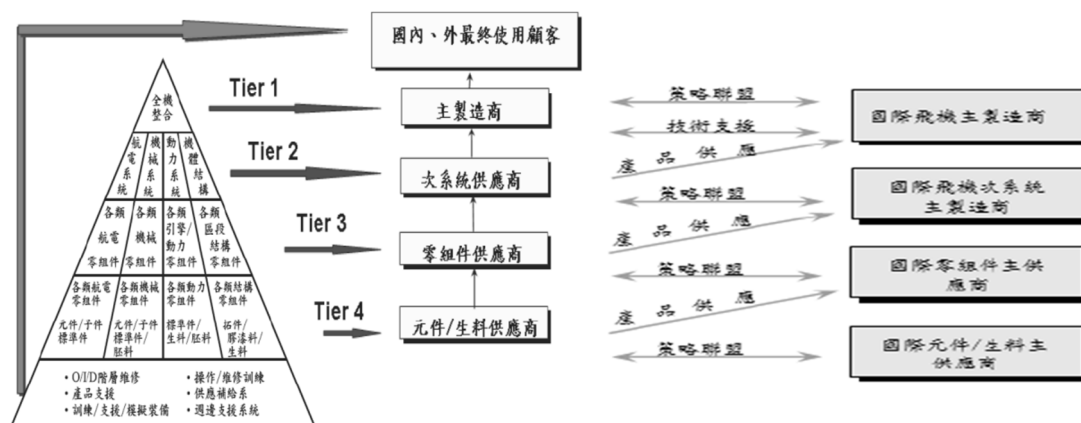 國內、外最終使用顧客
全機
整合
航電系統
機械系統
動力系統
機體結構
各類
航電
零組件
各類
機械
零組件
各類
引擎/
動力
零組件
各類
區段
結構
零組件
各類航電
零組件
元件/子件
標準件
各類機械
零組件
元件/子件
標準件/
胚料
各類動力
零組件
標準件/
生料/胚料
各類結構
零組件
拓件/
膠漆料/
生料
・O/I/D階層維修
・產品支援
・訓練/支援/模擬裝備
・操作/維修訓練
・供應補給系
・週邊支援系統
Tier 1
Tier 2
Tier 3
Tier 4
主製造商
次系統供應商
零組件供應商
元件/生料供應商
策略聯盟
技術支援
產品供應
策略聯盟
產品供應
策略聯盟
產品供應
策略聯盟
國際飛機主製造商
國際飛機次系統
主製造商
國際零組件主供
應商
國際元件/生料主
供應商